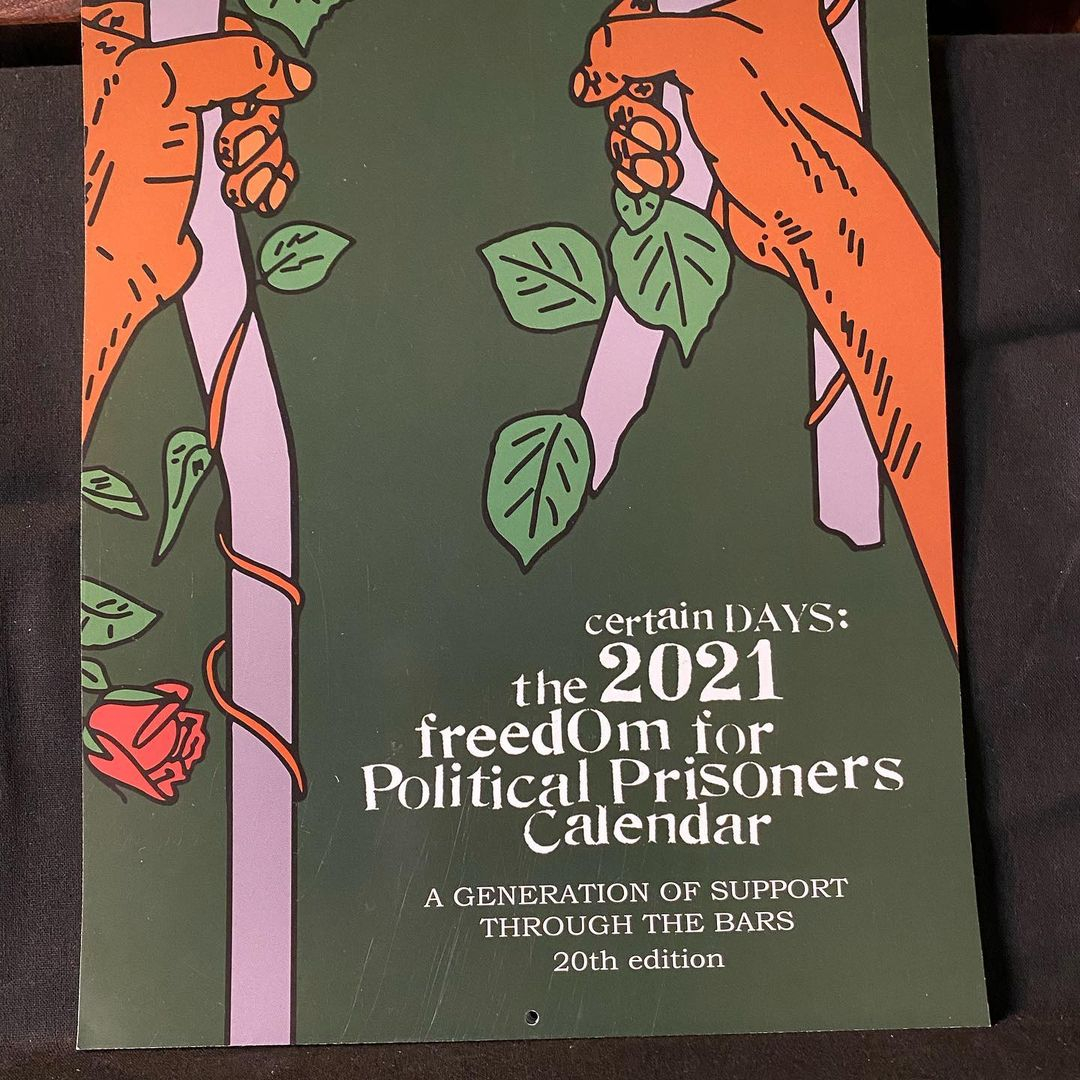 certain DAYS:
the 2021
freedOm for
Political PrisOners
Calendar
A GENERATION OF SUPPORT
THROUGH THE BARS
20th edition